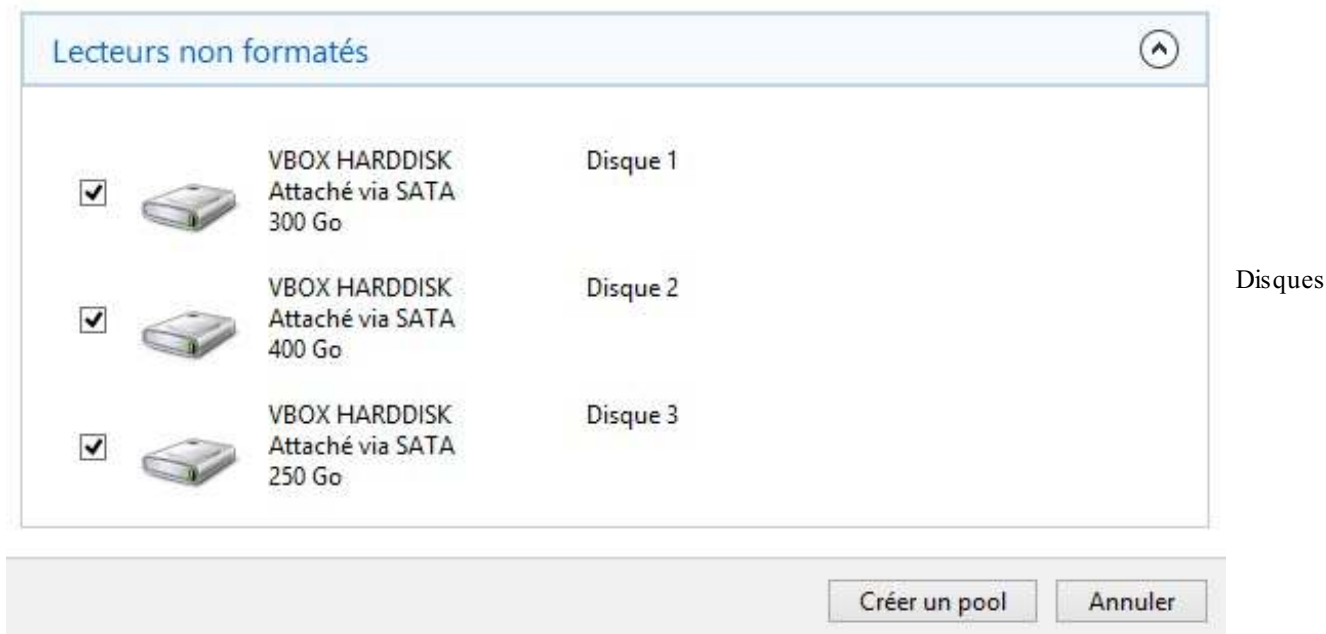 Lecteurs non formatés
VBOX HARDDISK
Attaché via SATA
300 Go
Disque 1
VBOX HARDDISK
Attaché via SATA
400 Go
Disque 2
VBOX HARDDISK
Attaché via SATA
250 Go
Disque 3
Disques
Créer un pool
Annuler